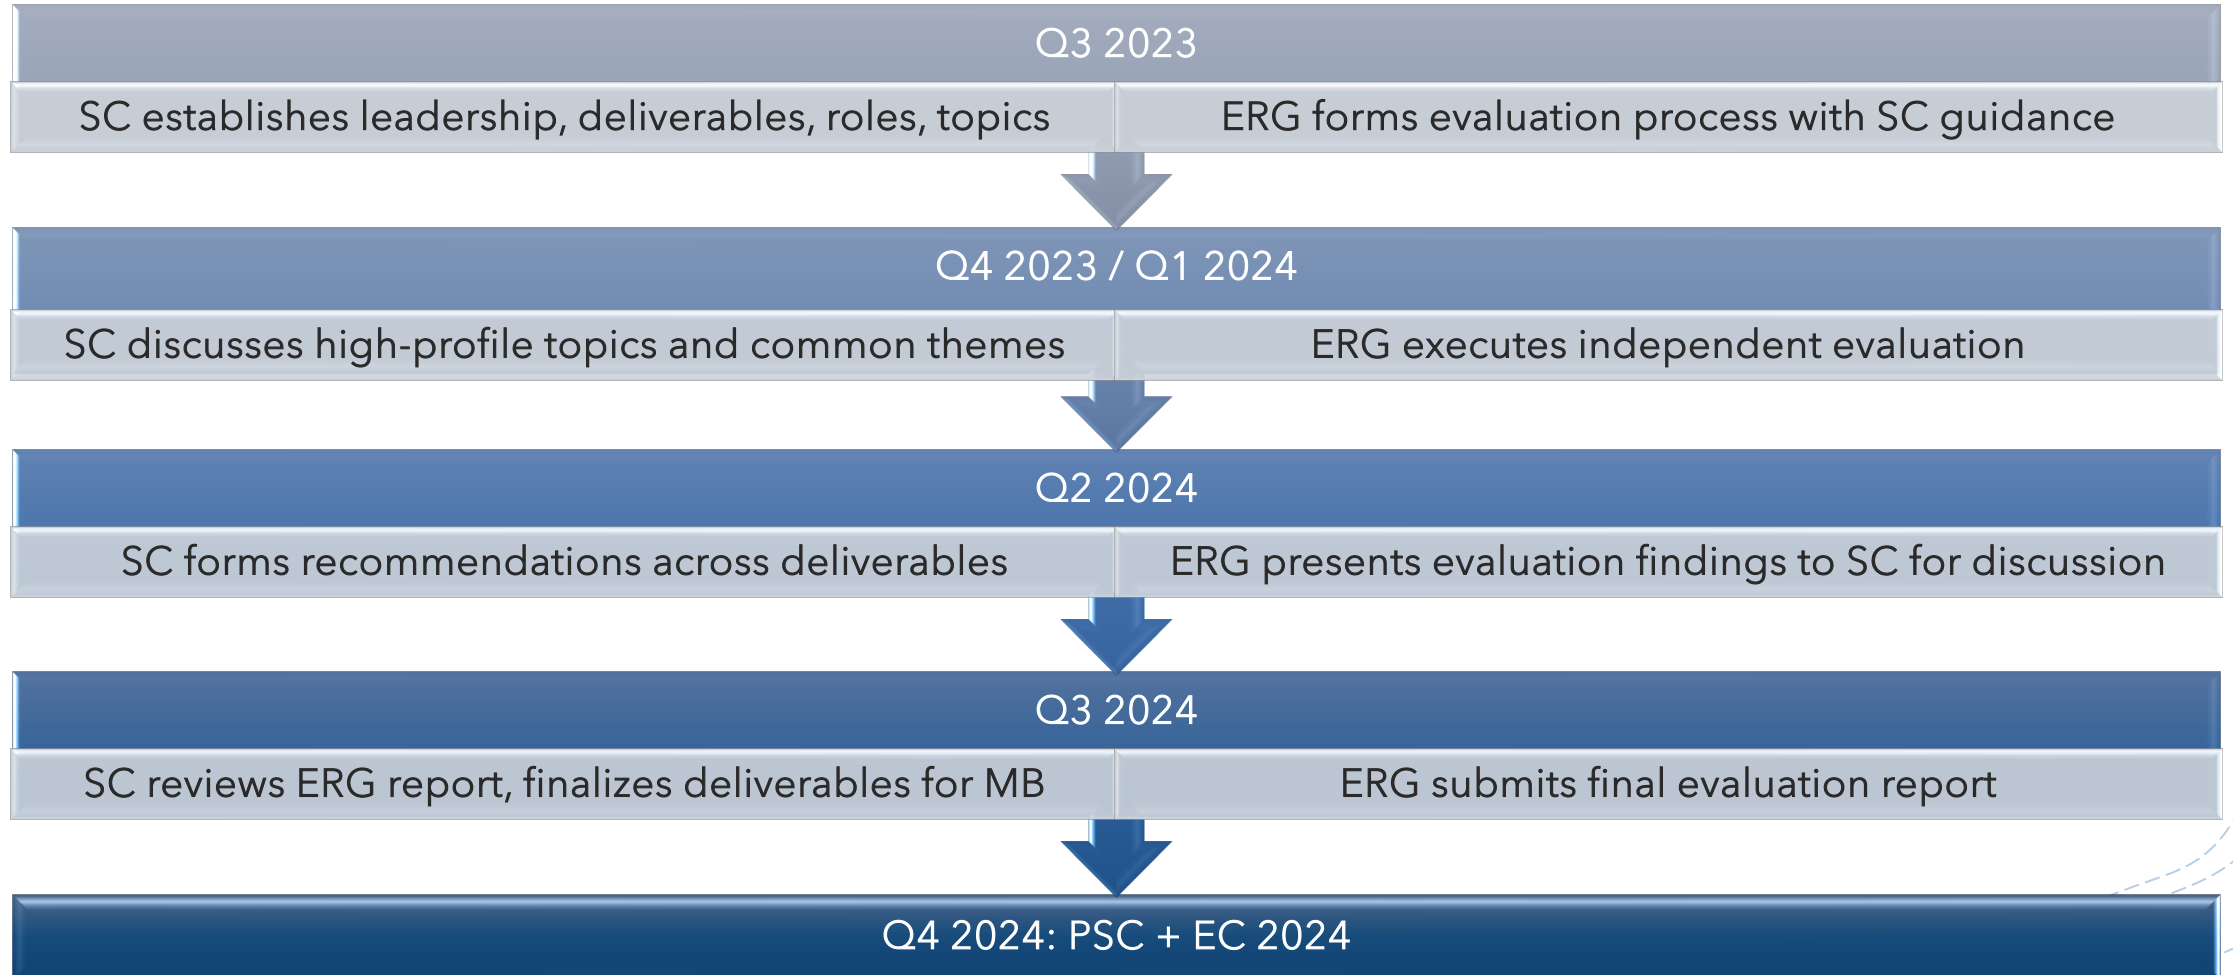 Q3 2023
SC establishes leadership, deliverables, roles, topics
ERG forms evaluation process with SC guidance
Q4 2023 / Q1 2024
SC discusses high-profile topics and common themes
ERG executes independent evaluation
Q2 2024
SC forms recommendations across deliverables
ERG presents evaluation findings to SC for discussion
Q3 2024
SC reviews ERG report, finalizes deliverables for MB
ERG submits final evaluation report
Q4 2024: PSC + EC 2024